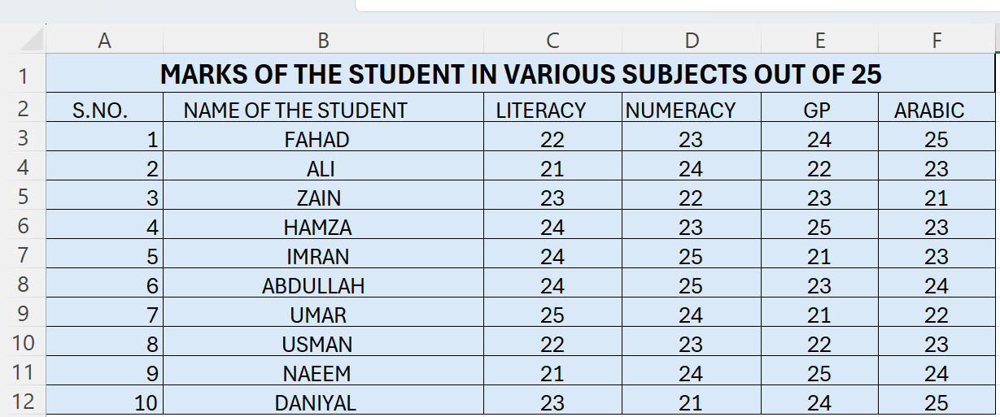 A B C D E F
1 MARKS OF THE STUDENT IN VARIOUS SUBJECTS OUT OF 25
2 S.NO. NAME OF THE STUDENT LITERACY NUMERACY GP ARABIC
3 1 FAHAD 22 23 24 25
4 2 ALI 21 24 22 23
5 3 ZAIN 23 22 23 21
6 4 HAMZA 24 23 25 23
7 5 IMRAN 24 25 21 23
8 6 ABDULLAH 24 25 23 24
9 7 UMAR 25 24 21 22
10 8 USMAN 22 23 22 23
11 9 NAEEM 21 24 25 24
12 10 DANIYAL 23 21 24 25